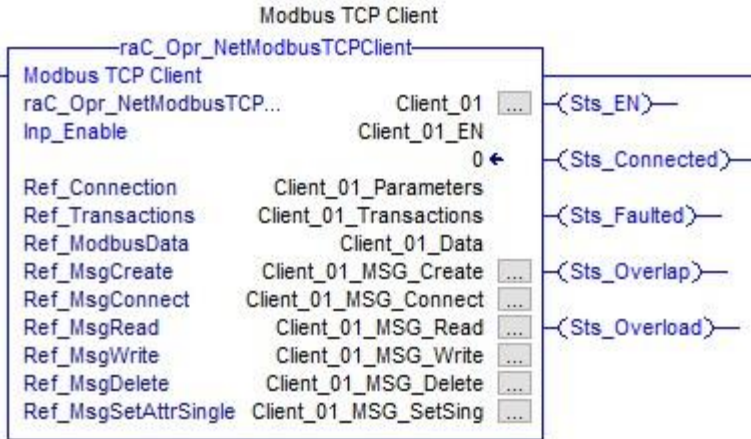 Modbus TCP Client
raC_Opr_NetModbusTCPClient
Modbus TCP Client
raC_Opr_NetModbusTCP... Client_01 ... (Sts_EN)
Inp_Enable Client_01_EN
0 (Sts_Connected)
Ref_Connection Client_01_Parameters
Ref_Transactions Client_01_Transactions (Sts_Faulted)
Ref_ModbusData Client_01_Data
Ref_MsgCreate Client_01_MSG_Create ... (Sts_Overlap)
Ref_MsgConnect Client_01_MSG_Connect ...
Ref_MsgRead Client_01_MSG_Read ... (Sts_Overload)
Ref_MsgWrite Client_01_MSG_Write ...
Ref_MsgDelete Client_01_MSG_Delete ...
Ref_MsgSetAttrSingle Client_01_MSG_SetSing ...